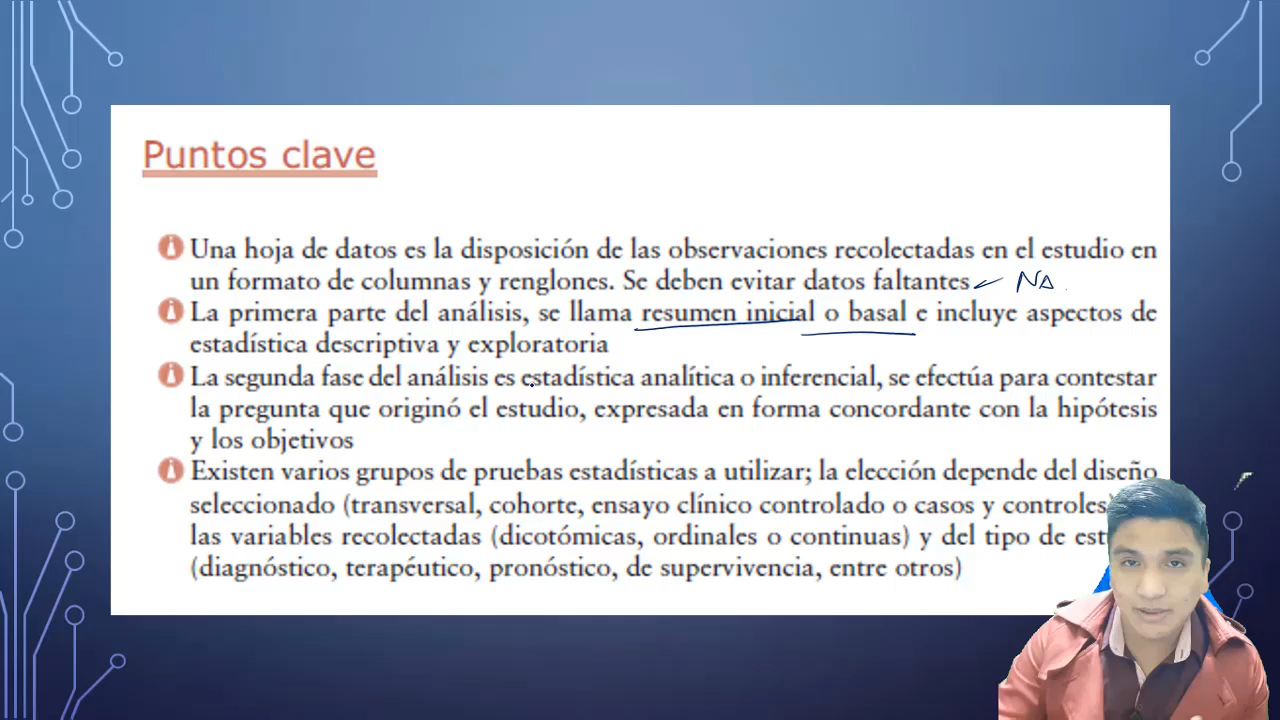 Puntos clave
Una hoja de datos es la disposición de las observaciones recolectadas en el estudio en
un formato de columnas y renglones. Se deben evitar datos faltantes NA
La primera parte del análisis, se llama resumen inicial o basal e incluye aspectos de
estadística descriptiva y exploratoria
La segunda fase del análisis es estadística analítica o inferencial, se efectúa para contestar
la pregunta que originó el estudio, expresada en forma concordante con la hipótesis
y los objetivos
Existen varios grupos de pruebas estadísticas a utilizar; la elección depende del diseño
seleccionado (transversal, cohorte, ensayo clínico controlado o casos y controles
las variables recolectadas (dicotómicas, ordinales o continuas) y del tipo de
(diagnóstico, terapéutico, pronóstico, de supervivencia, entre otros)